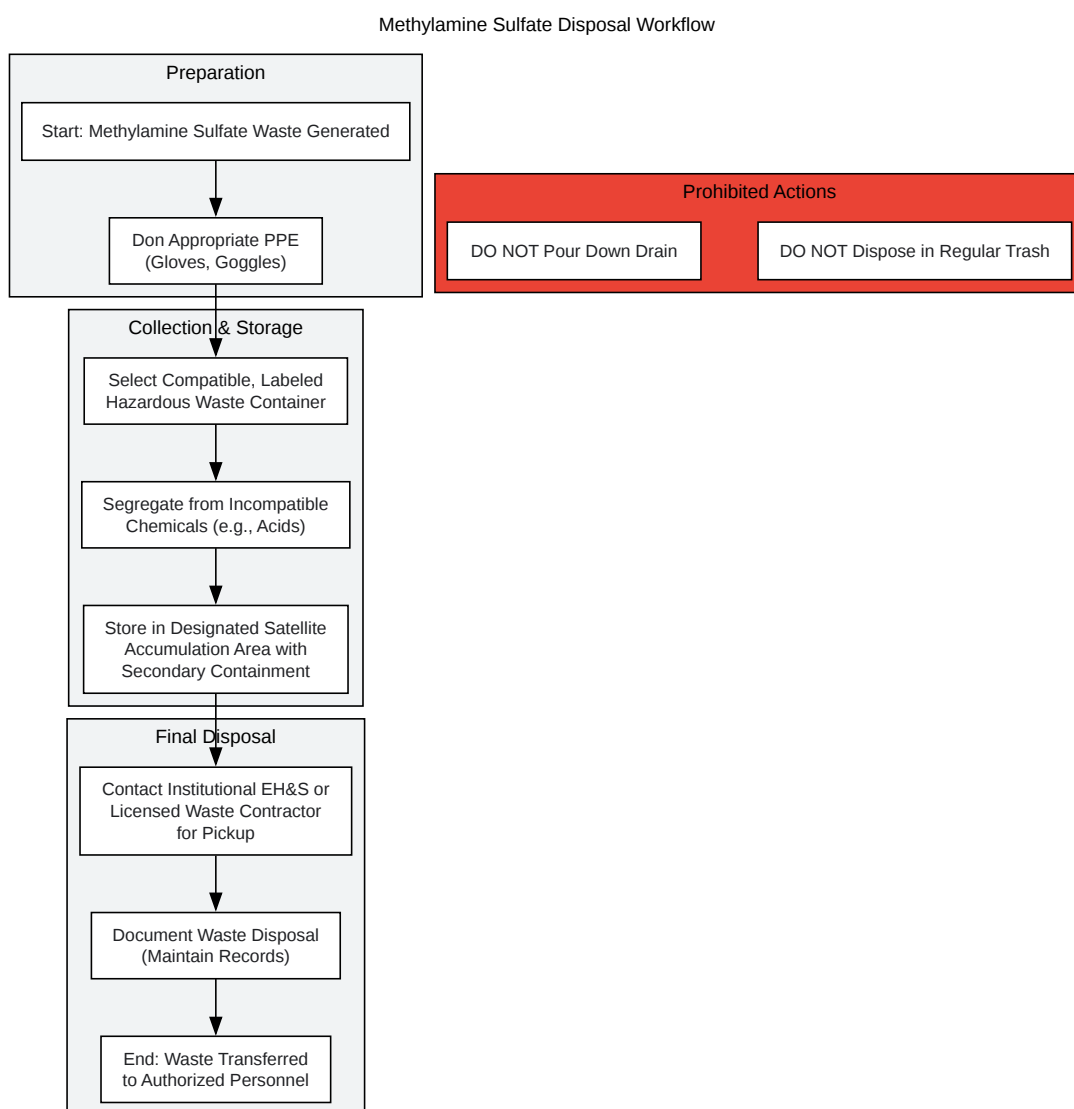 Methylamine Sulfate Disposal Workflow
Preparation
Start: Methylamine Sulfate Waste Generated
Don Appropriate PPE
(Gloves, Goggles)
Prohibited Actions
DO NOT Pour Down Drain
DO NOT Dispose in Regular Trash
Collection & Storage
Select Compatible, Labeled
Hazardous Waste Container
Segregate from Incompatible
Chemicals (e.g., Acids)
Store in Designated Satellite
Accumulation Area with
Secondary Containment
Final Disposal
Contact Institutional EH&S or
Licensed Waste Contractor
for Pickup
Document Waste Disposal
(Maintain Records)
End: Waste Transferred
to Authorized Personnel